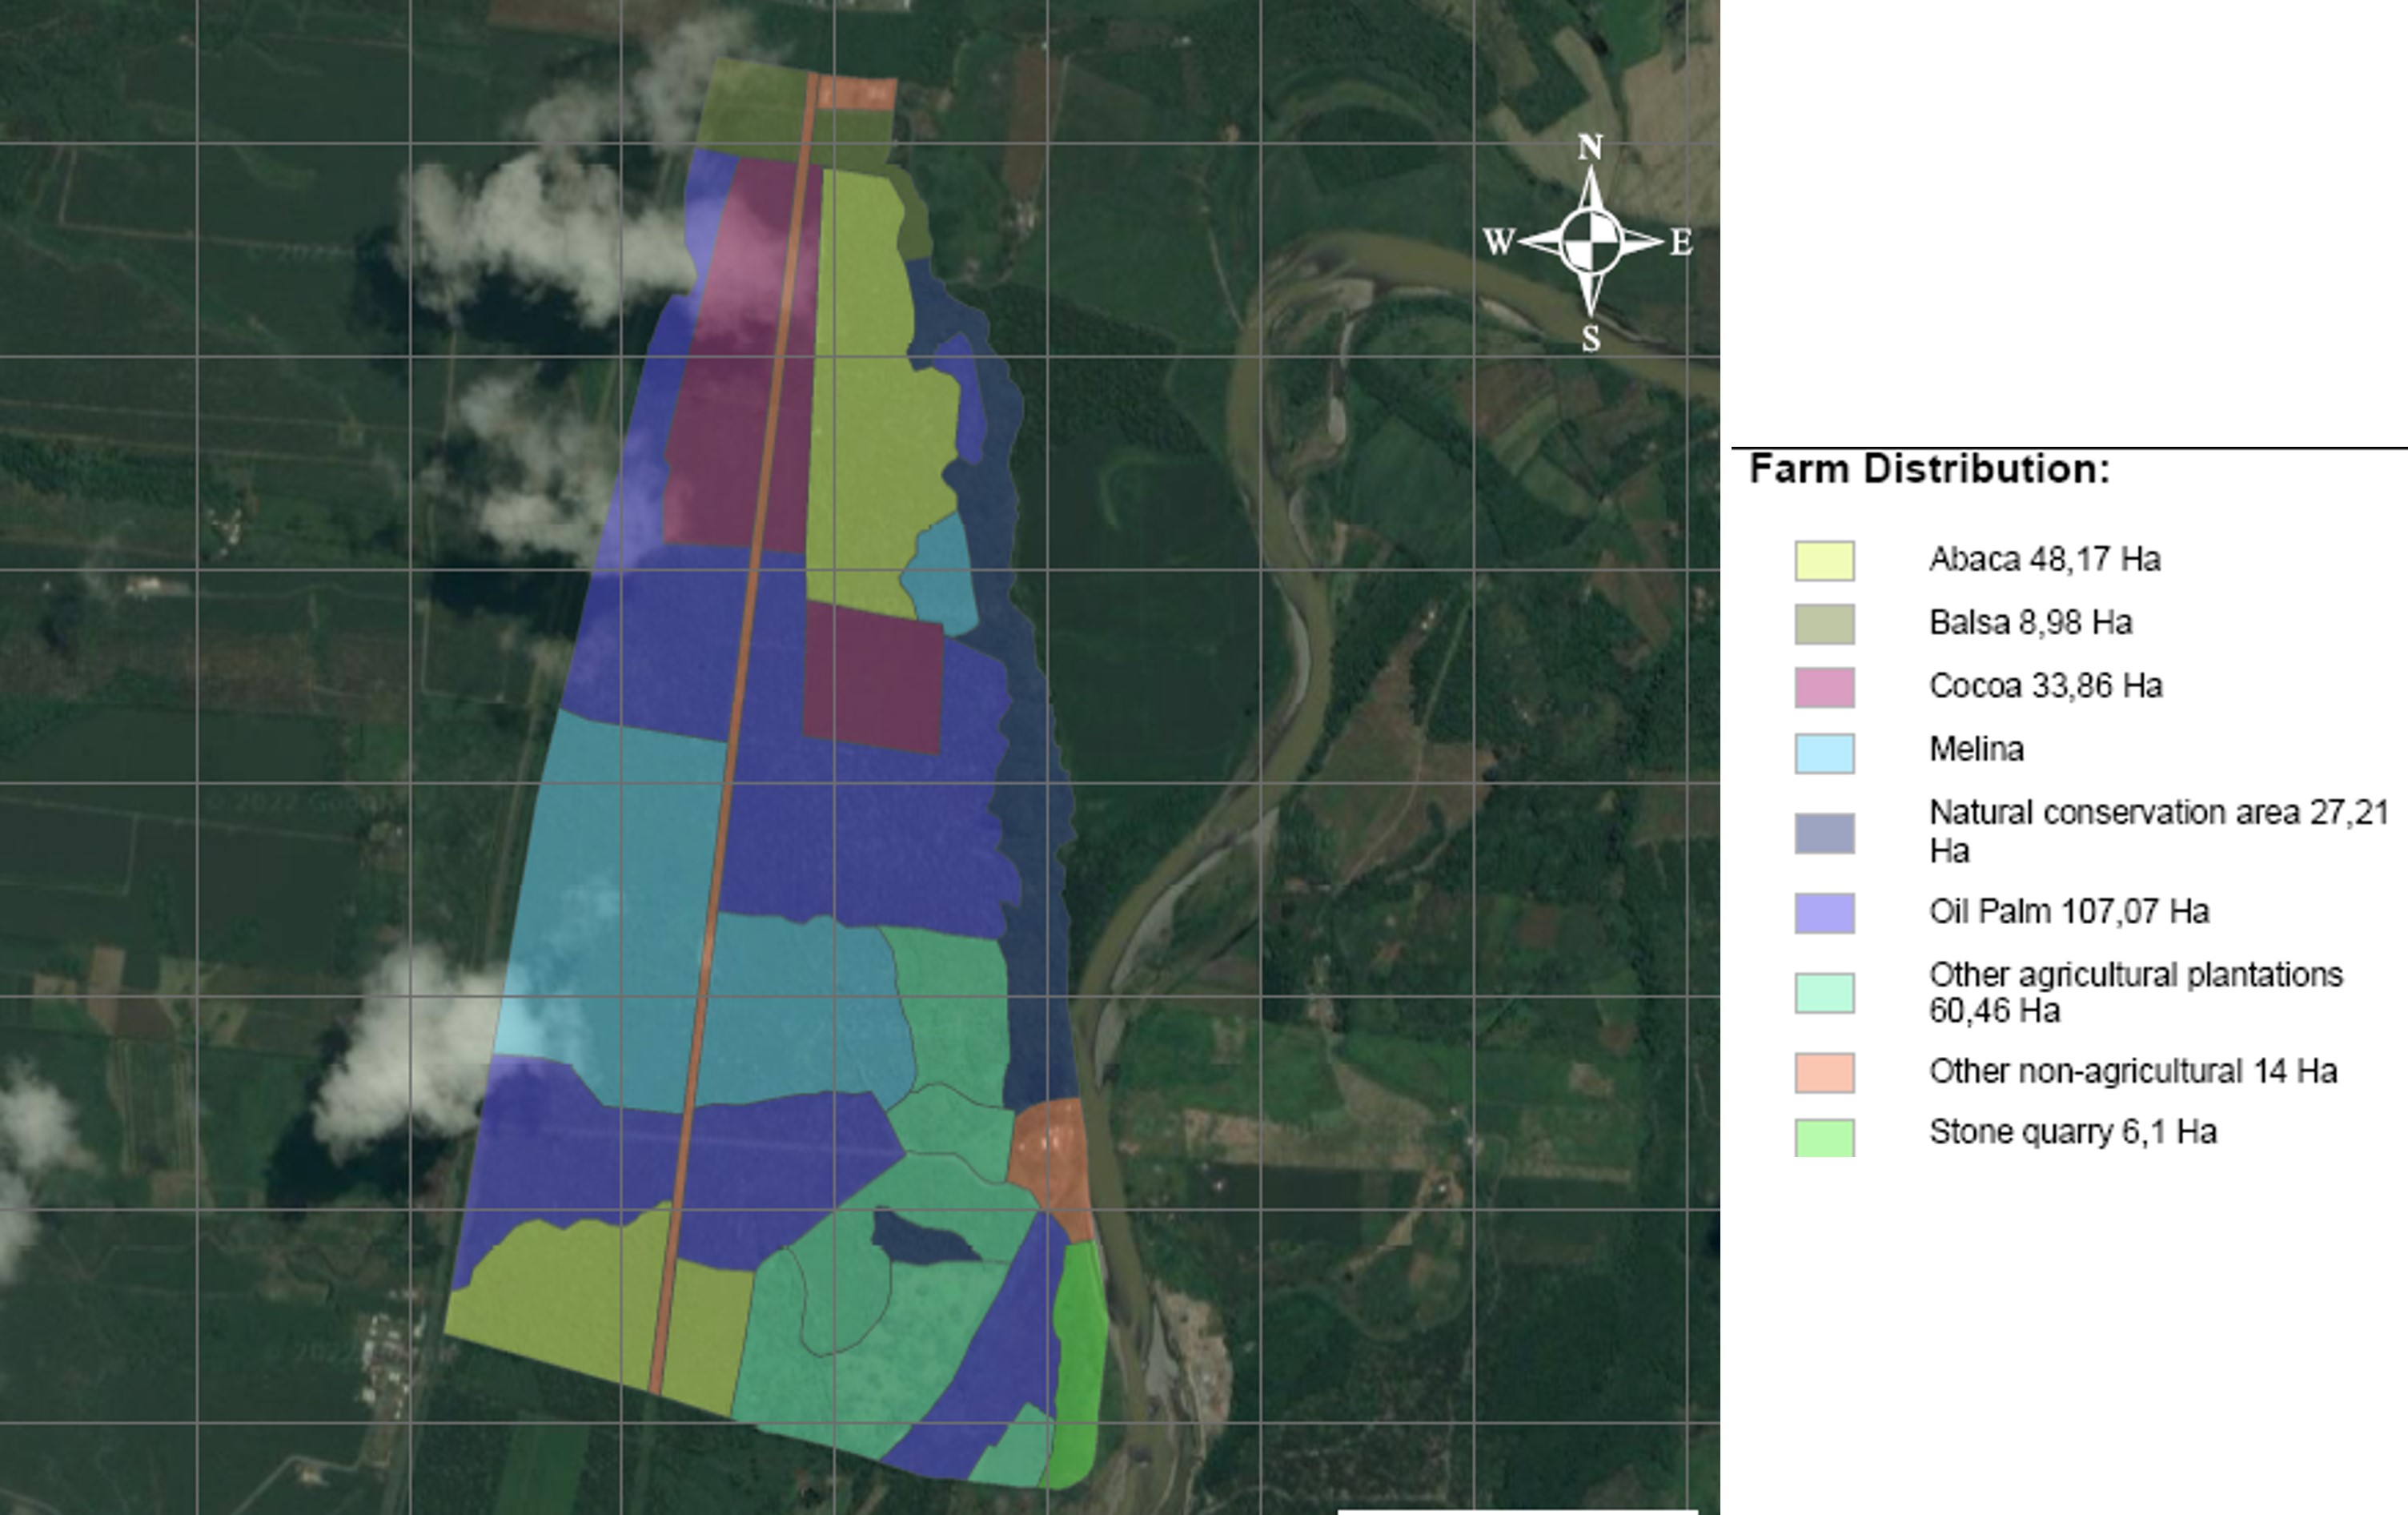 N
W E
S
Farm Distribution:
Abaca 48,17 Ha
Balsa 8,98 Ha
Cocoa 33,86 Ha
Melina
Natural conservation area 27,21
Ha
Oil Palm 107,07 Ha
Other agricultural plantations
60,46 Ha
Other non-agricultural 14 Ha
Stone quarry 6,1 Ha
© 2022 Google